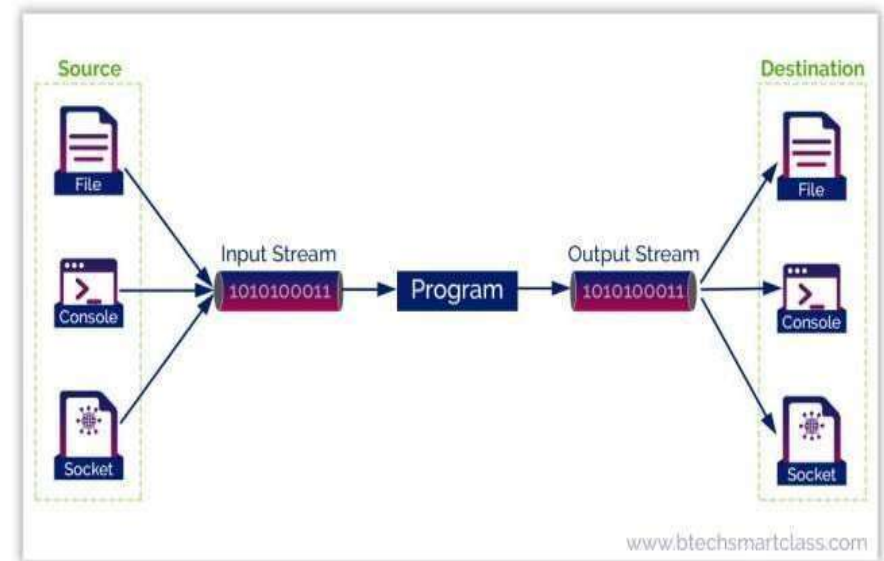 Source
Destination
File
File
Input Stream
Output Stream
1010100011
Program
1010100011
Console
Console
Socket
Socket
www.btechsmartclass.com